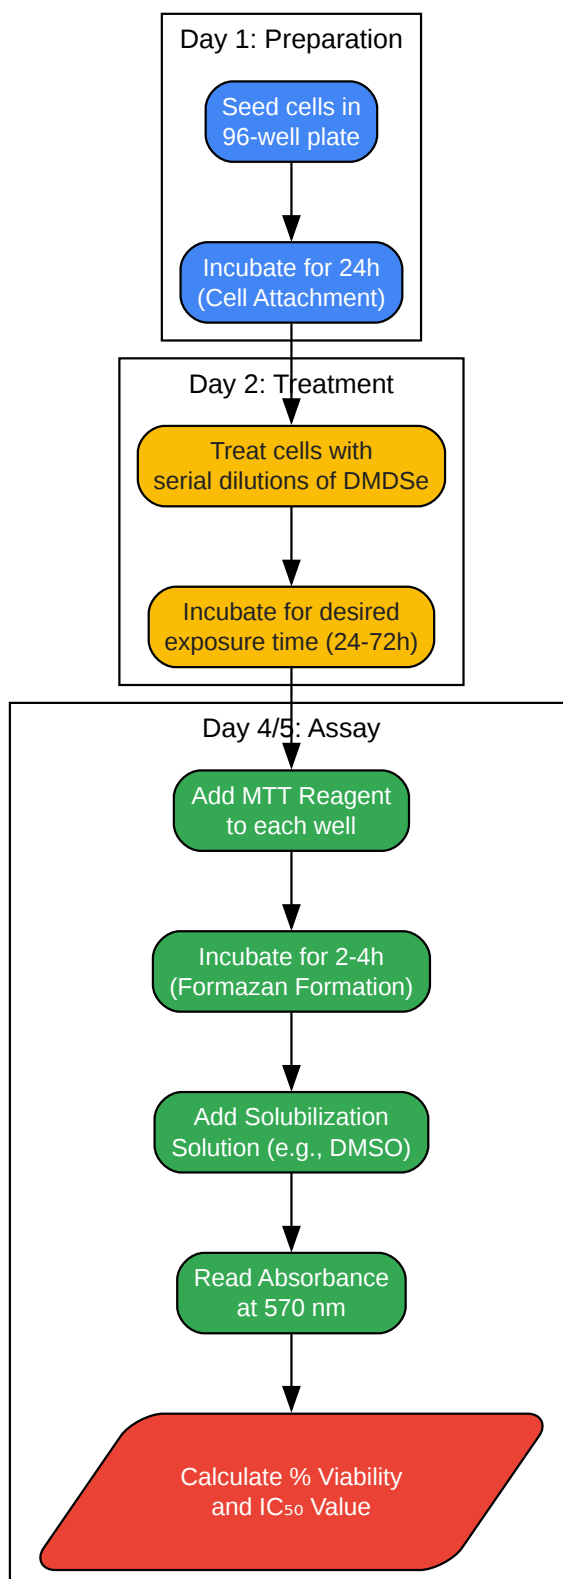 Day 1: Preparation
Seed cells in
96-well plate
Incubate for 24h
(Cell Attachment)
Day 2: Treatment
Treat cells with
serial dilutions of DMDSe
Incubate for desired
exposure time (24-72h)
Day 4/5: Assay
Add MTT Reagent
to each well
Incubate for 2-4h
(Formazan Formation)
Add Solubilization
Solution (e.g., DMSO)
Read Absorbance
at 570 nm
Calculate % Viability
and IC₅₀ Value